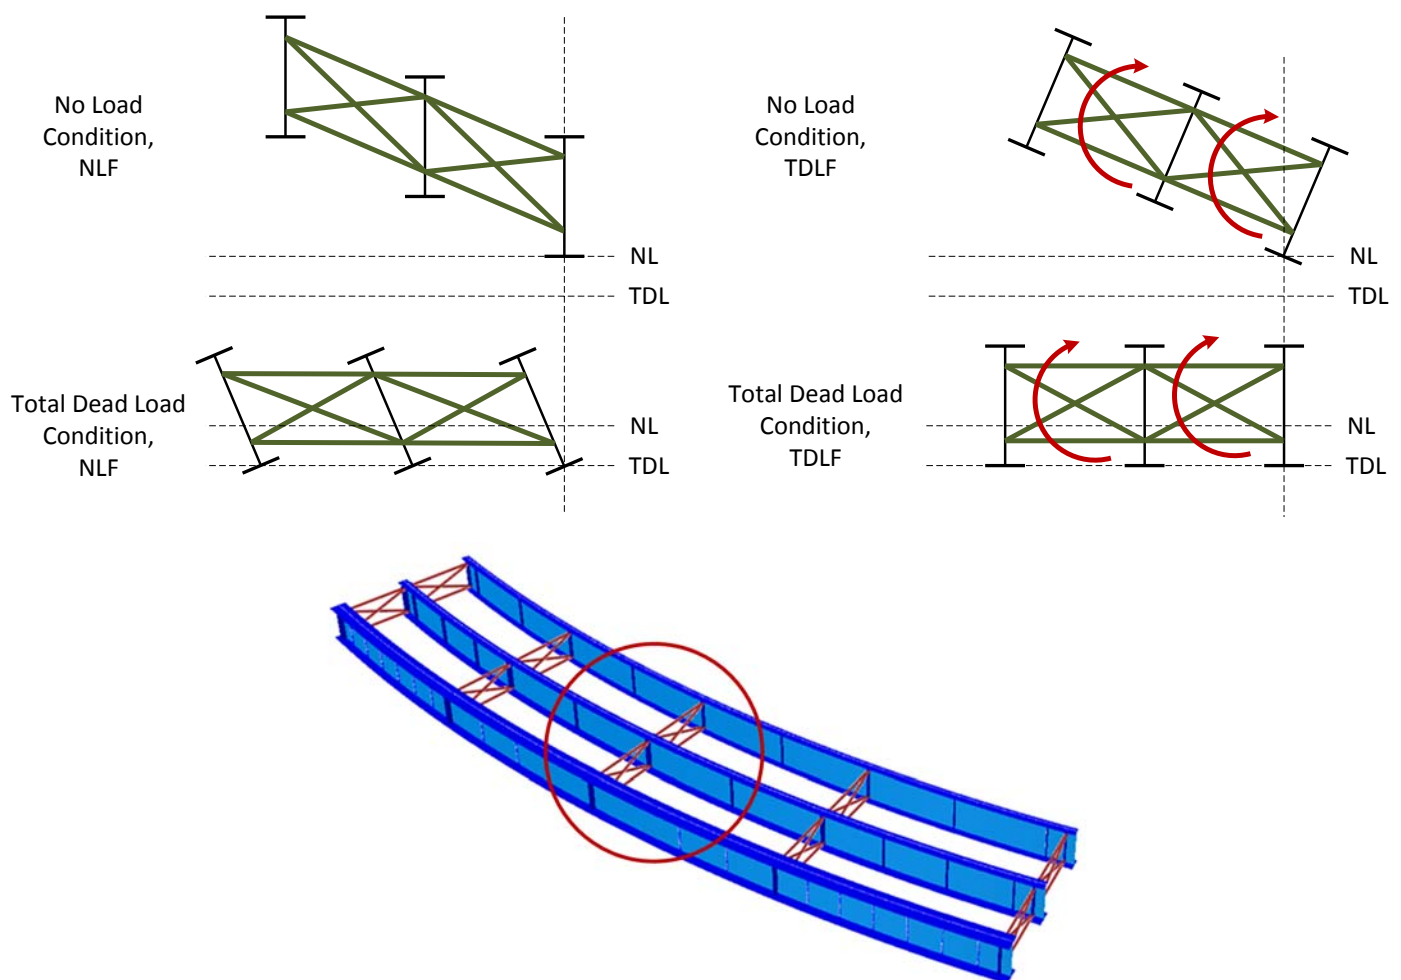 No Load
Condition,
NLF
NL
TDL
No Load
Condition,
TDLF
NL
TDL
Total Dead Load
Condition,
NLF
NL
TDL
Total Dead Load
Condition,
TDLF
NL
TDL